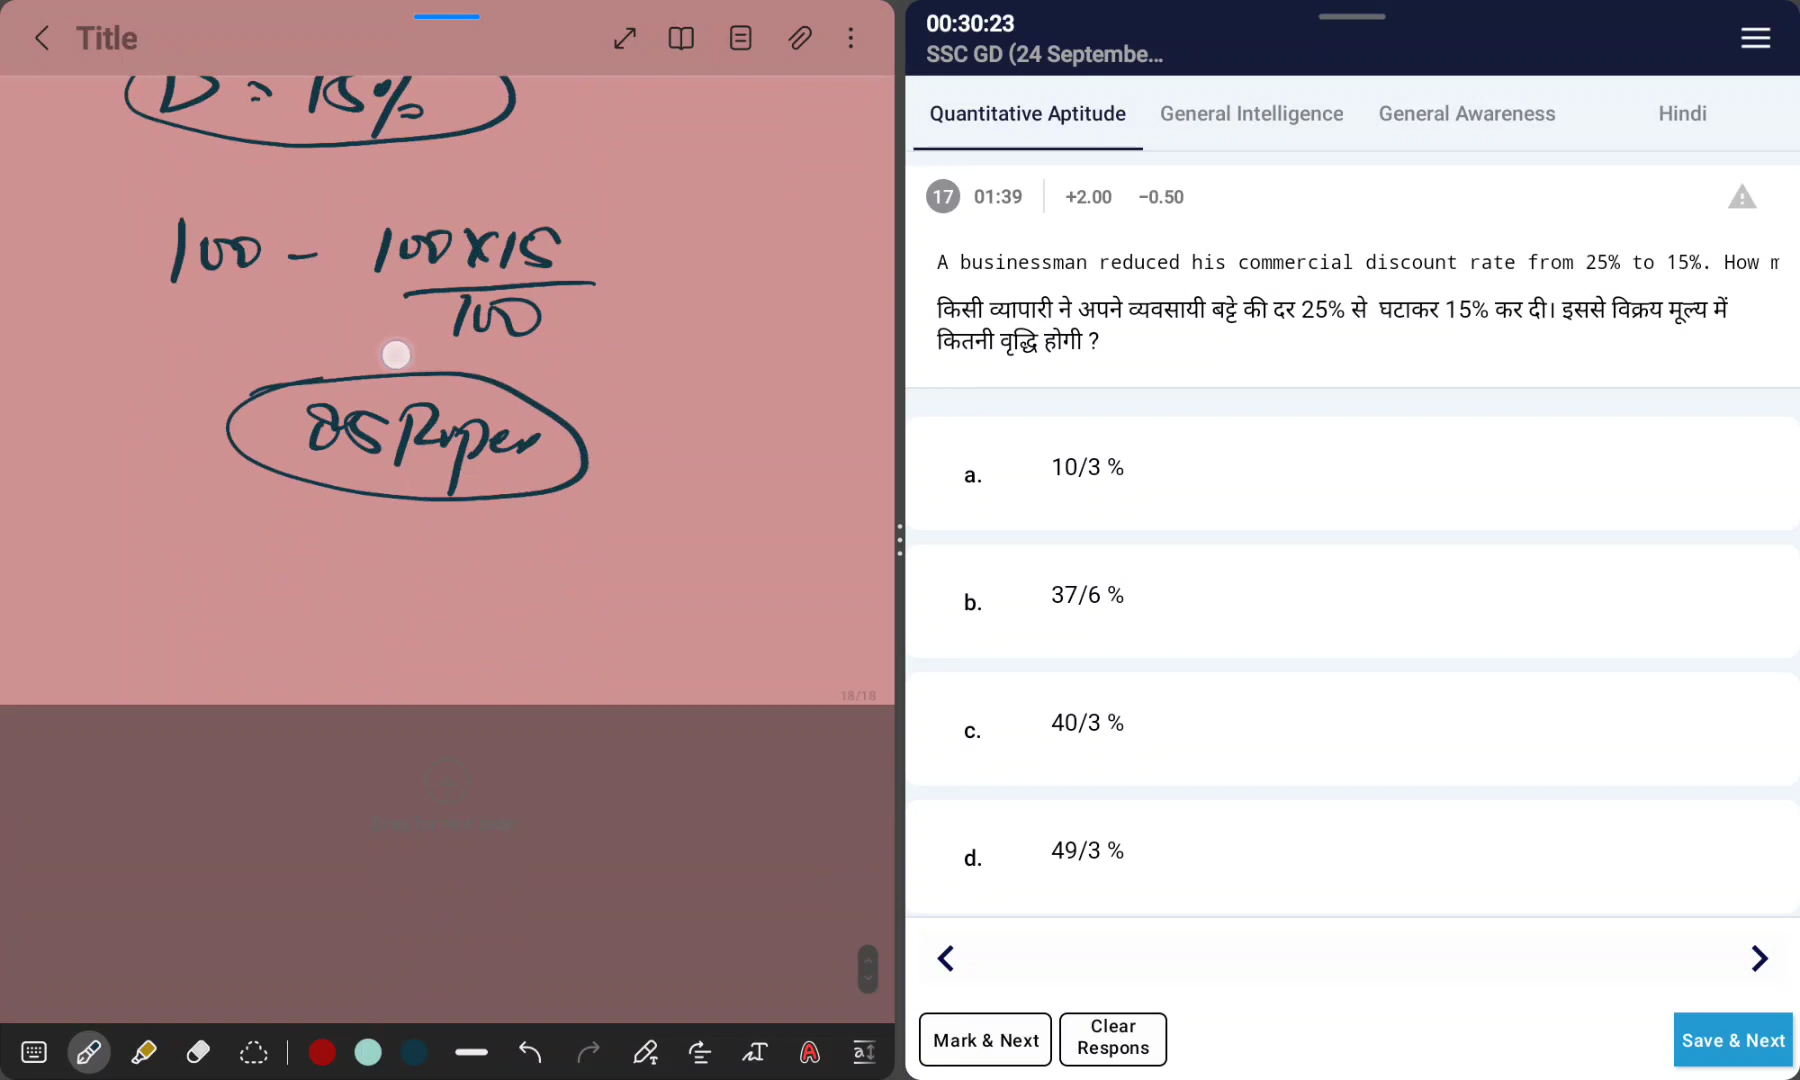 Title
D = 15%
100 - 100×15
100
85 Rupee
18/18
00:30:23
SSC GD (24 Septembe...
Quantitative Aptitude General Intelligence General Awareness Hindi
17 01:39 +2.00 -0.50
A businessman reduced his commercial discount rate from 25% to 15%. How
किसी व्यापारी ने अपने व्यवसायी बट्टे की दर 25% से घटाकर 15% कर दी। इससे विक्रय मूल्य में
कितनी वृद्धि होगी ?
a. 10/3 %
b. 37/6 %
c. 40/3 %
d. 49/3 %
Mark & Next
Clear
Respons
Save & Next